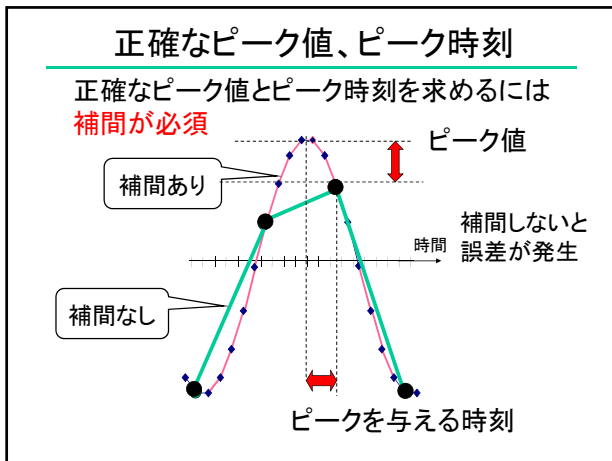 正確なピーク値、ピーク時刻
正確なピーク値とピーク時刻を求めるには
補間が必須
ピーク値
補間あり
補間しないと
誤差が発生
時間
補間なし
ピークを与える時刻